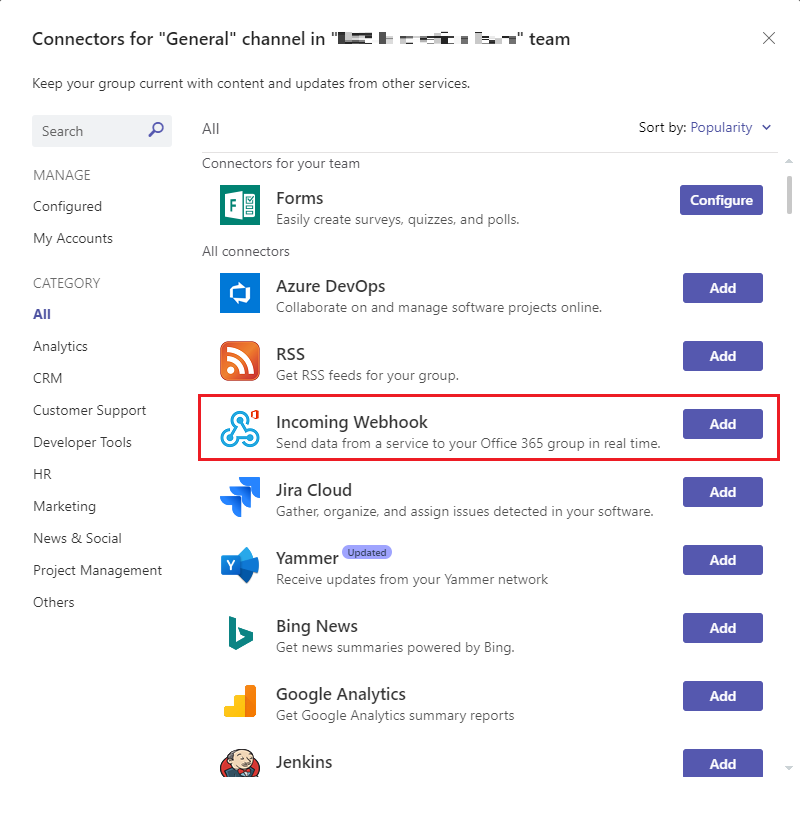 Connectors for "General" channel in " " team
Keep your group current with content and updates from other services.
Search
All
Sort by: Popularity
MANAGE
Configured
My Accounts
CATEGORY
All
Analytics
CRM
Customer Support
Developer Tools
HR
Marketing
News & Social
Project Management
Others
Connectors for your team
Forms
Easily create surveys, quizzes, and polls.
Configure
All connectors
Azure DevOps
Collaborate on and manage software projects online.
Add
RSS
Get RSS feeds for your group.
Add
Incoming Webhook
Send data from a service to your Office 365 group in real time.
Add
Jira Cloud
Gather, organize, and assign issues detected in your software.
Add
Yammer Updated
Receive updates from your Yammer network
Add
Bing News
Get news summaries powered by Bing.
Add
Google Analytics
Get Google Analytics summary reports
Add
Jenkins
Add